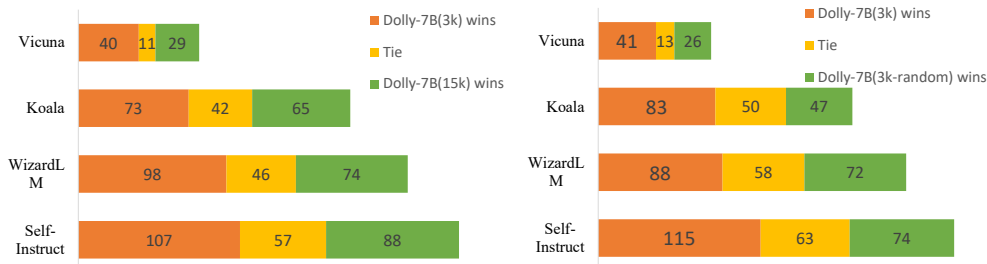 Dolly-7B(3k) wins
Vicuna
40 11 29
Tie
Dolly-7B(15k) wins
Koala
73 42 65
WizardL
M
98 46 74
Self-
Instruct
107 57 88
Dolly-7B(3k) wins
Vicuna
41 13 26
Tie
Dolly-7B(3k-random) wins
Koala
83 50 47
WizardL
M
88 58 72
Self-
Instruct
115 63 74